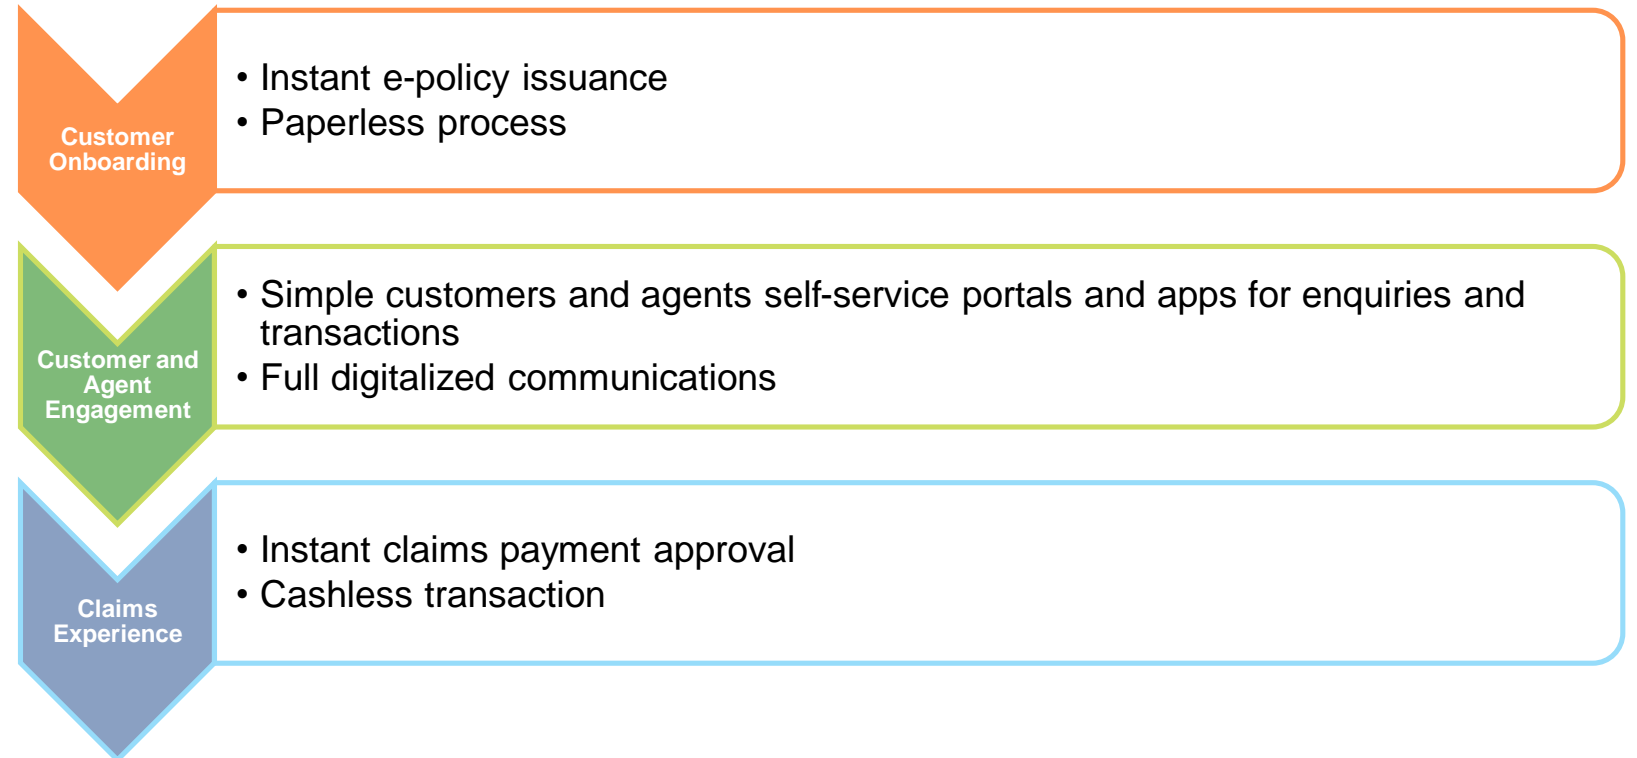 Customer
Onboarding
• Instant e-policy issuance
• Paperless process
Customer and
Agent
Engagement
• Simple customers and agents self-service portals and apps for enquiries and
transactions
• Full digitalized communications
Claims
Experience
• Instant claims payment approval
• Cashless transaction